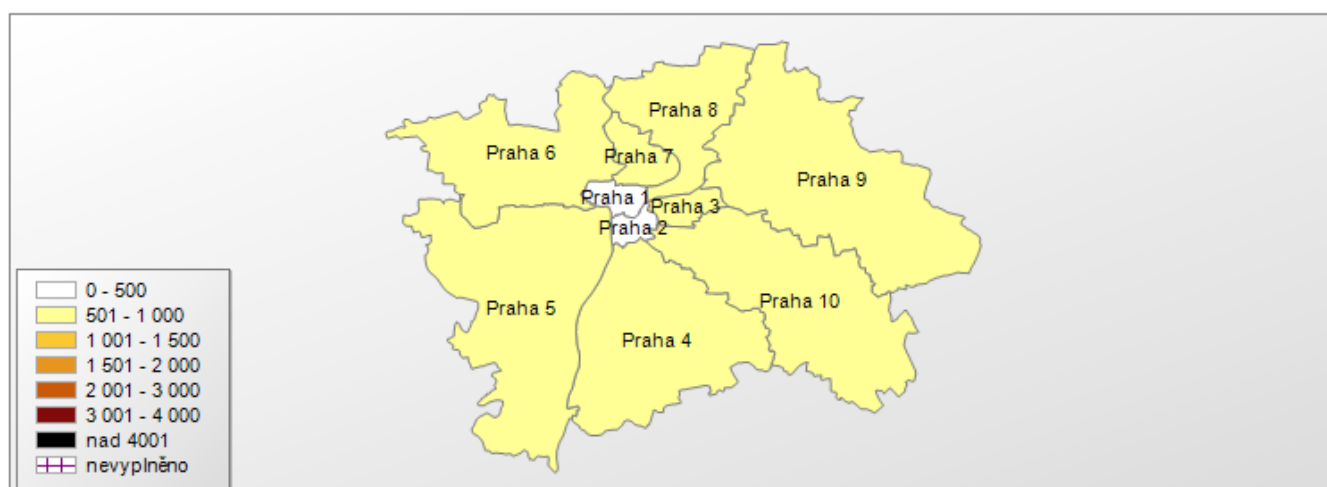 Praha 8
Praha 6
Praha 7
Praha 9
Praha 1
Praha 3
Praha 2
Praha 10
Praha 5
Praha 4
0 - 500
501 - 1 000
1 001 - 1 500
1 501 - 2 000
2 001 - 3 000
3 001 - 4 000
nad 4001
nevyplněno